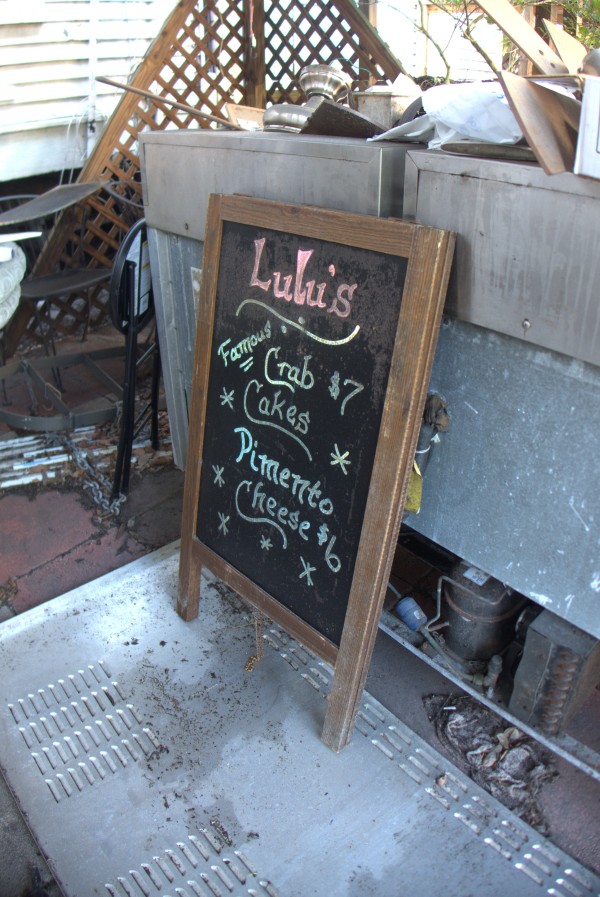 Lulu's
Famous
Crab $7
Cakes
Pimento
Cheese $6